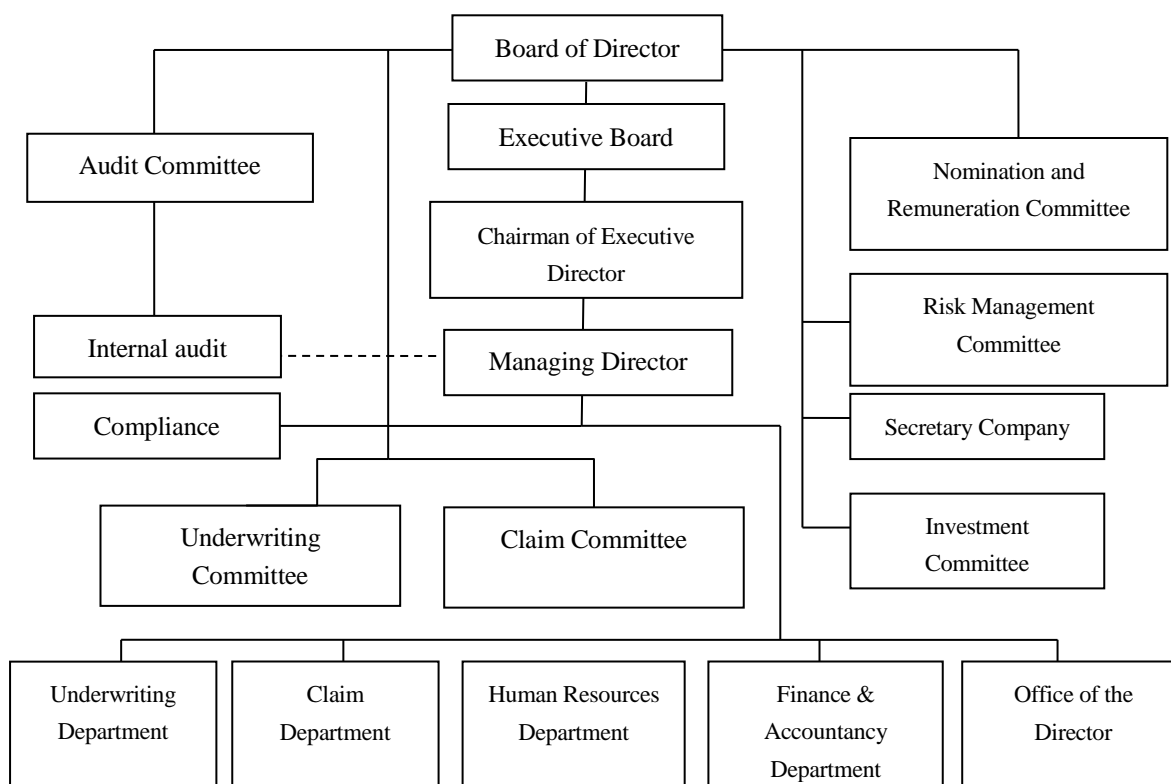 Board of Director
Executive Board
Audit Committee
Nomination and
Remuneration Committee
Chairman of Executive
Director
Risk Management
Committee
Internal audit
Managing Director
Compliance
Secretary Company
Underwriting
Committee
Claim Committee
Investment
Committee
Underwriting
Department
Claim
Department
Human Resources
Department
Finance &
Accountancy
Department
Office of the
Director